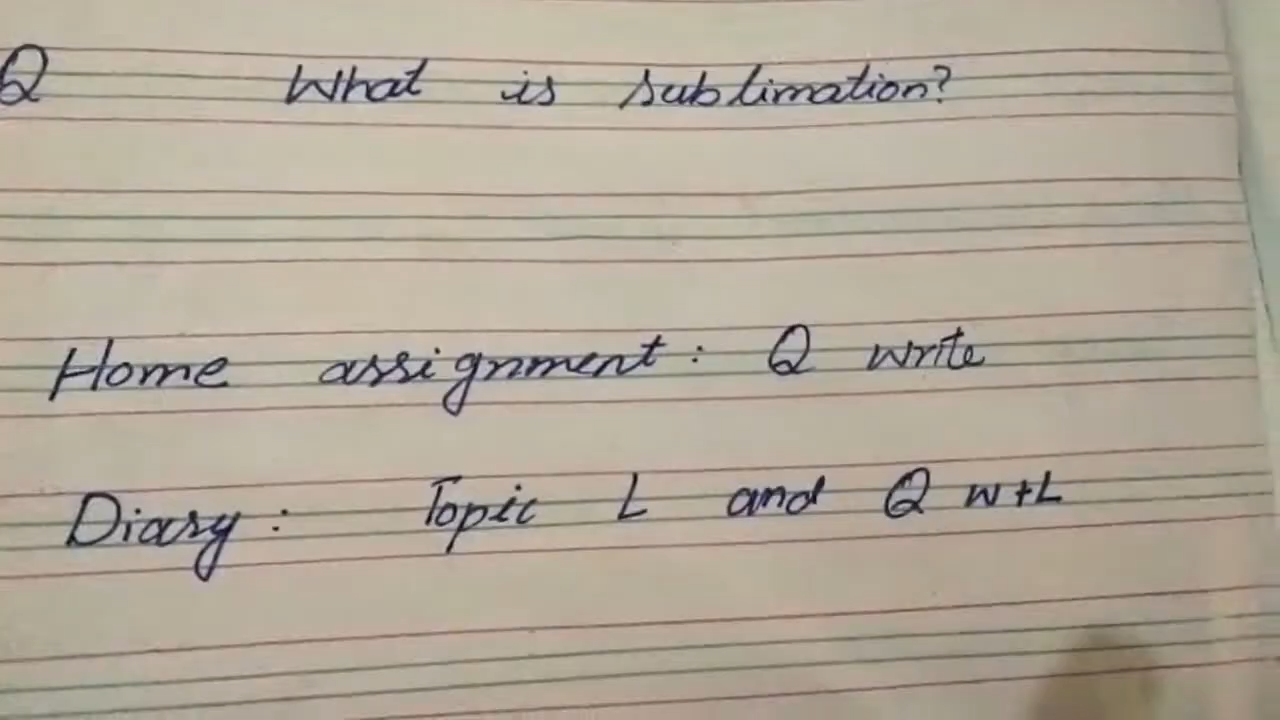 Q What is sublimation?
Home assignment: Q write
Diary: Topic L and Q w+L